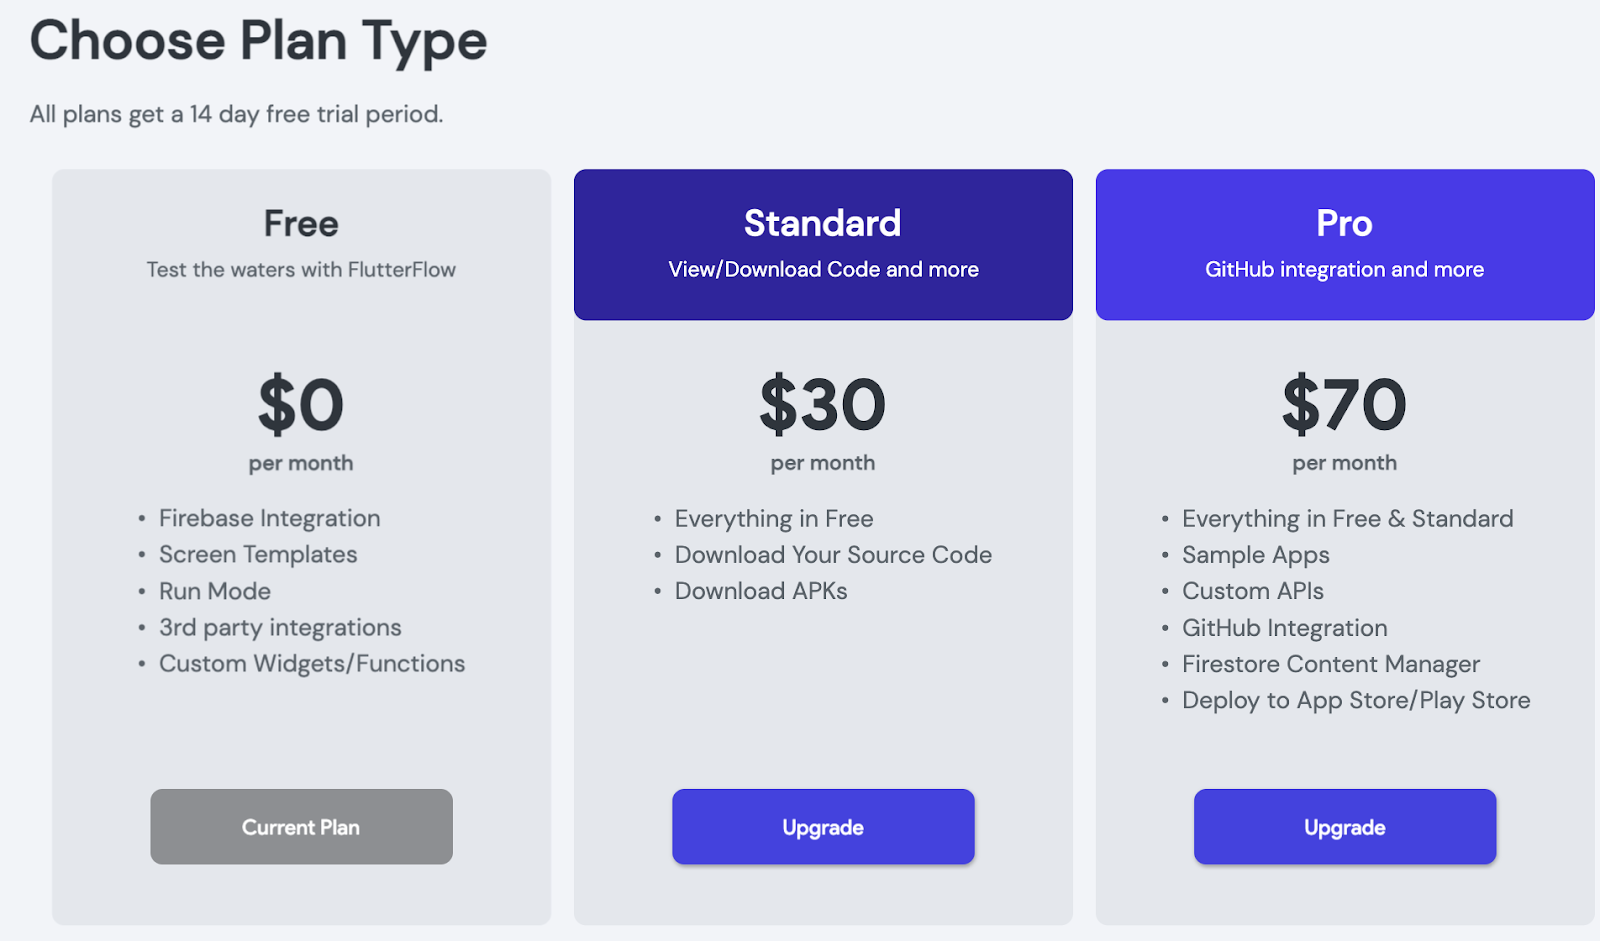 Choose Plan Type
All plans get a 14 day free trial period.
Free
Test the waters with FlutterFlow
$0
per month
• Firebase Integration
• Screen Templates
• Run Mode
• 3rd party integrations
• Custom Widgets/Functions
Current Plan
Standard
View/Download Code and more
$30
per month
• Everything in Free
• Download Your Source Code
• Download APKs
Upgrade
Pro
GitHub integration and more
$70
per month
• Everything in Free & Standard
• Sample Apps
• Custom APIs
• GitHub Integration
• Firestore Content Manager
• Deploy to App Store/Play Store
Upgrade